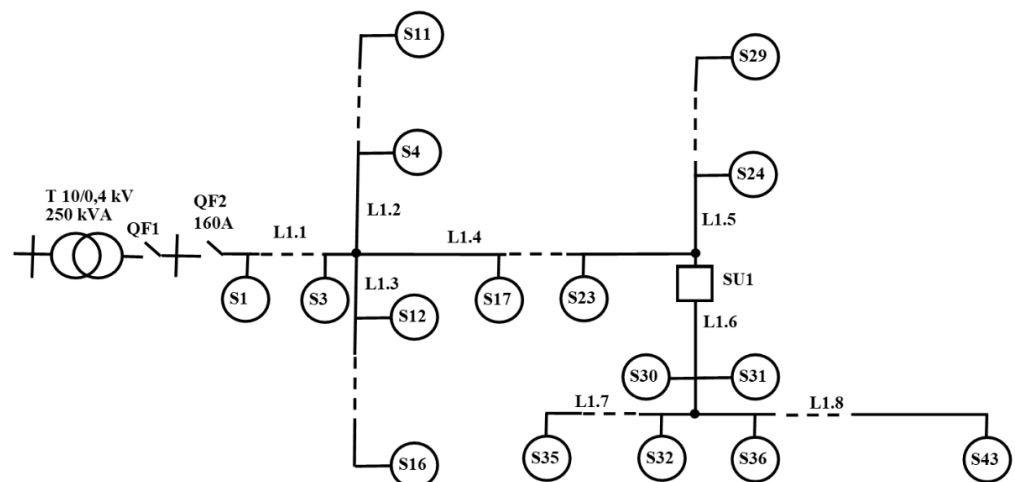 S11
S29
S4
S24
T 10/0,4 kV
250 kVA
QF1
QF2
160A
L1.2
L1.5
L1.1
L1.4
L1.3
SU1
S1
S3
S12
S17
S23
L1.6
S30
S31
L1.7
L1.8
S16
S35
S32
S36
S43